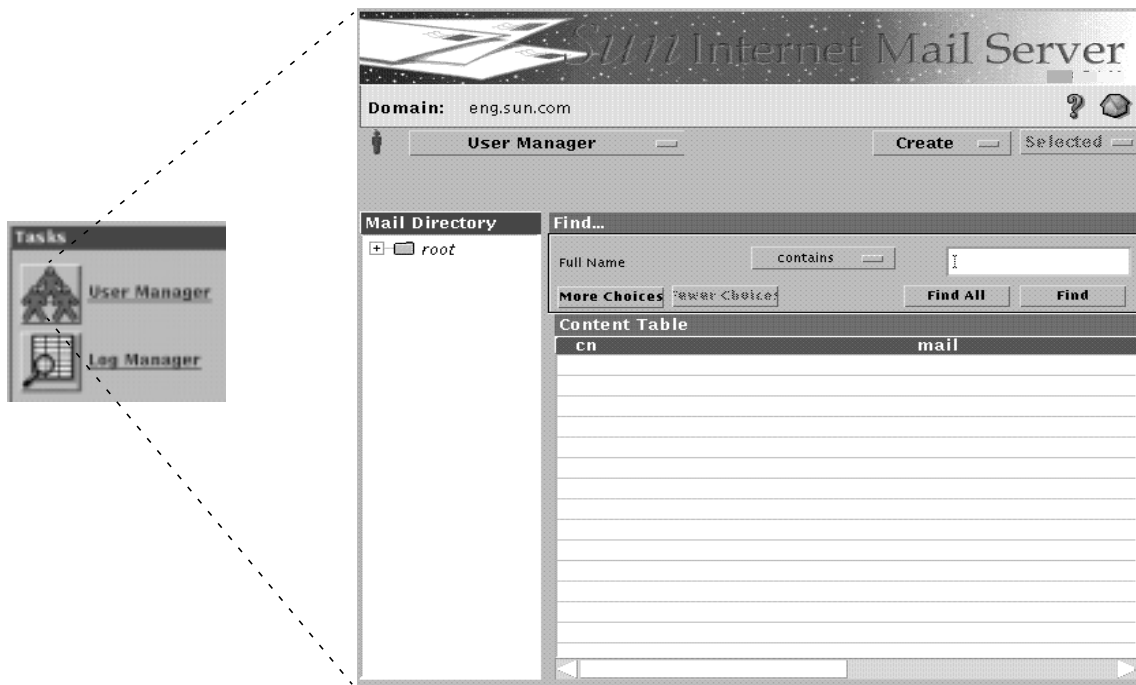 Sun Internet Mail Server
Domain: eng.sun.com
User Manager Create Selected
Tasks
User Manager
Log Manager
Mail Directory
root
Find...
Full Name contains
More Choices Fewer Choices Find All Find
Content Table
cn mail